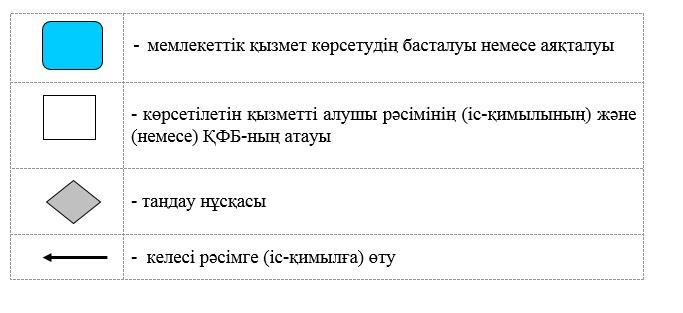 - мемлекеттік қызмет көрсетудің басталуы немесе аяқталуы
- көрсетілетін қызметті алушы рәсімінің (іс-қимылының) және
(немесе) ҚФБ-ның атауы
- таңдау нұсқасы
- келесі рәсімге (іс-қимылға) өту